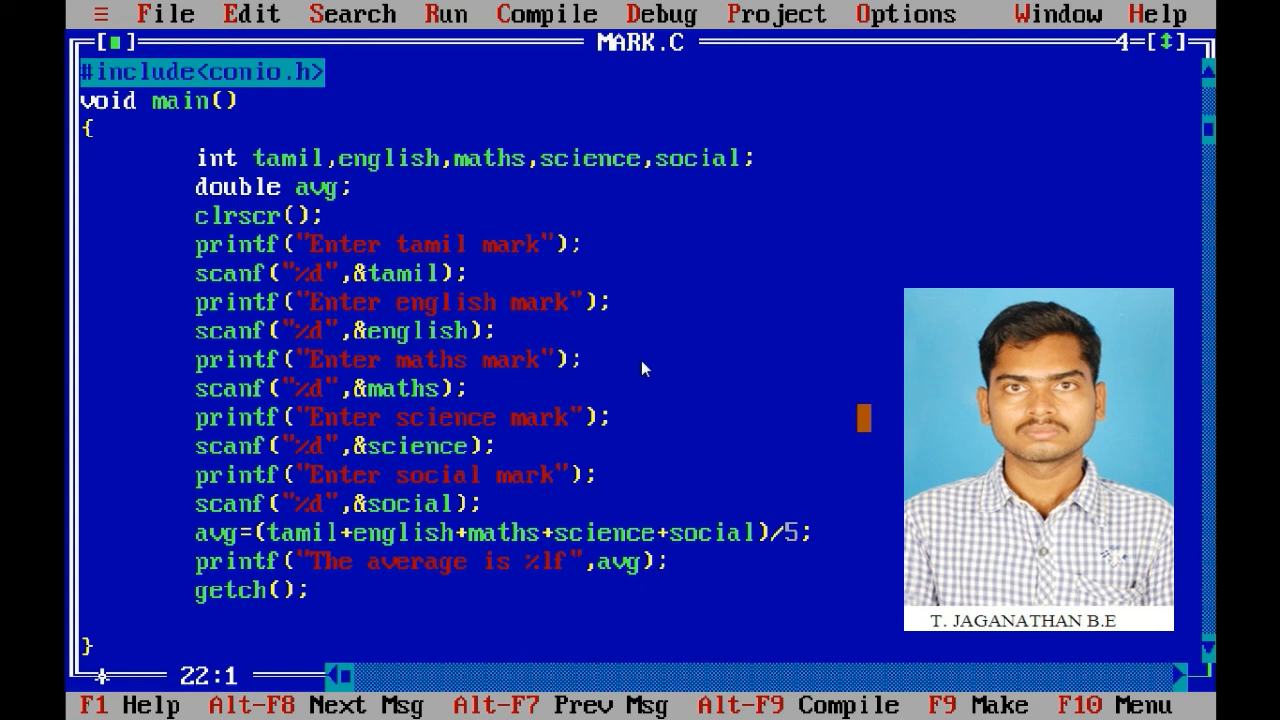 ≡ File Edit Search Run Compile Debug Project Options Window Help
[■] MARK.C 4=[↕]
#include<conio.h>
void main()
{
int tamil,english,maths,science,social;
double avg;
clrscr();
printf("Enter tamil mark");
scanf("%d",&tamil);
printf("Enter english mark");
scanf("%d",&english);
printf("Enter maths mark");
scanf("%d",&maths);
printf("Enter science mark");
scanf("%d",&science);
printf("Enter social mark");
scanf("%d",&social);
avg=(tamil+english+maths+science+social)/5;
printf("The average is %lf",avg);
getch();
}
T. JAGANATHAN B.E
22:1
F1 Help Alt-F8 Next Msg Alt-F7 Prev Msg Alt-F9 Compile F9 Make F10 Menu